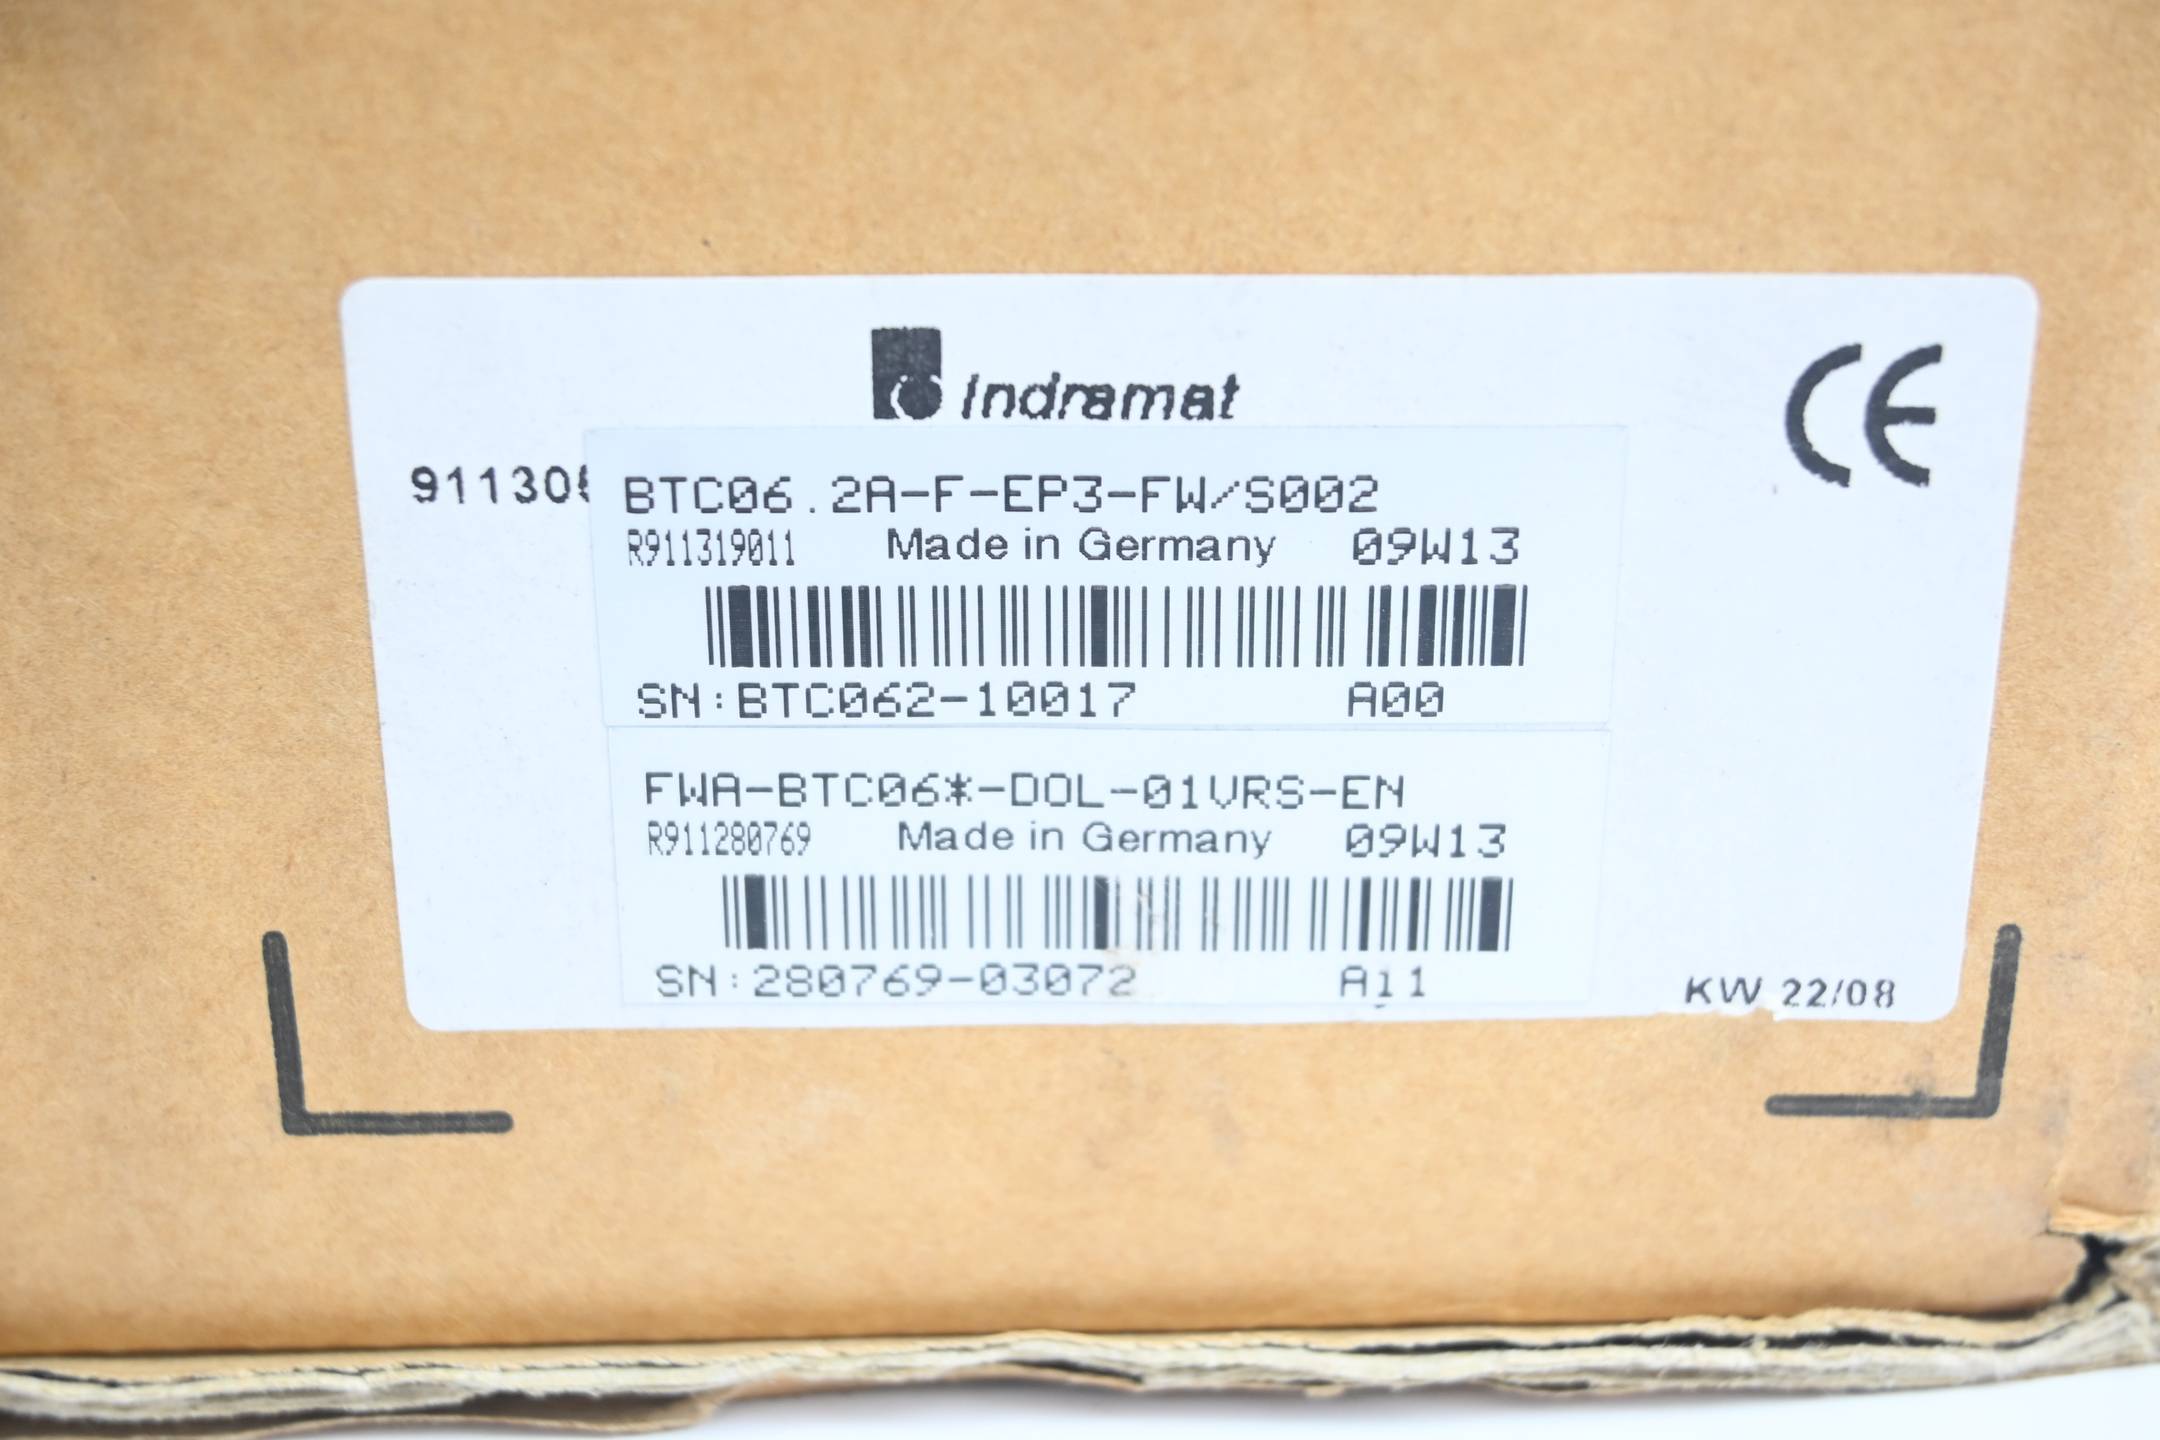 Indramat
CE
BTC06.2A-F-EP3-FW/S002
R911319011 Made in Germany 09W13
SN:BTC062-10017 A00
FWA-BTC06*-DOL-01VRS-EN
R911280769 Made in Germany 09W13
SN:280769-03072 A11
KW 22/08